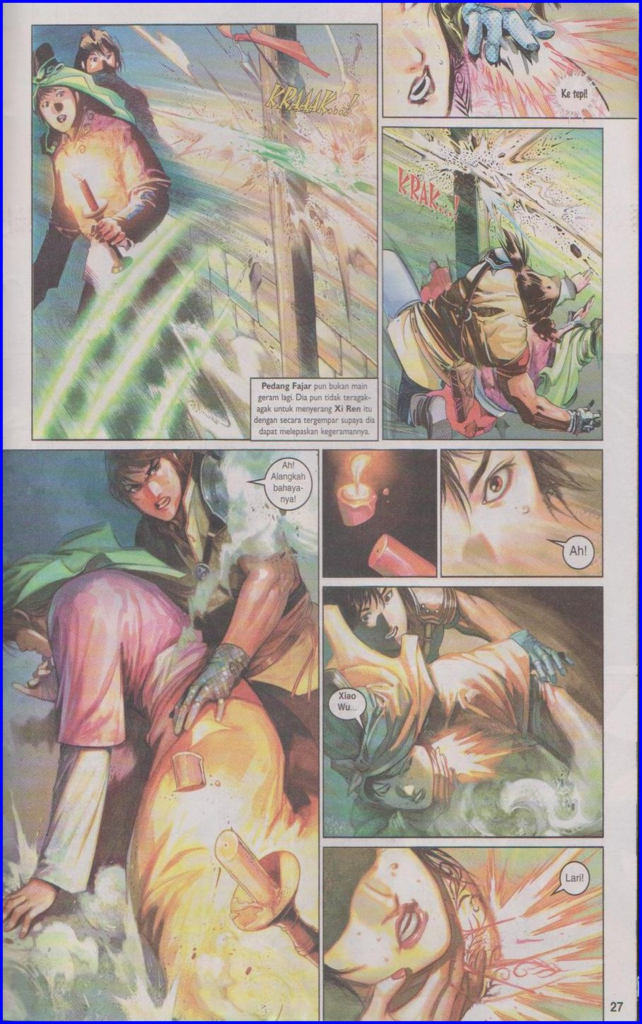 KRAAAK...!
Ke tepi!
KRAK...!
Pedang Fajar pun bukan main
geram lagi. Dia pun tidak teragak-
agak untuk menyerang Xi Ren itu
dengan secara tergempar supaya dia
dapat melepaskan kegeramannya.
Ah!
Alangkah
bahaya-
nya!
Ah!
Xiao
Wu...
Lari!
27